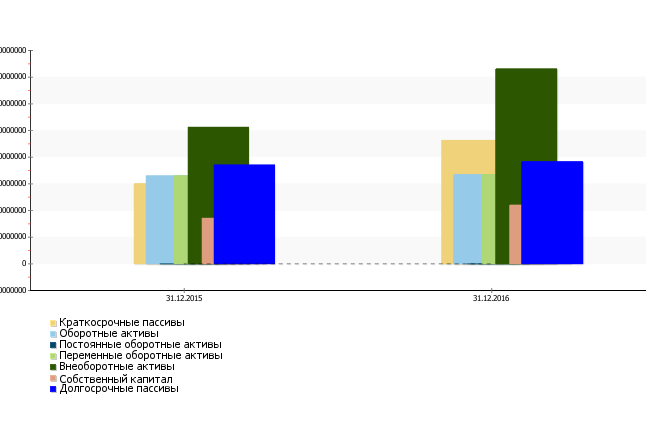 0
31.12.2015
31.12.2016
Краткосрочные пассивы
Оборотные активы
Постоянные оборотные активы
Переменные оборотные активы
Внеоборотные активы
Собственный капитал
Долгосрочные пассивы